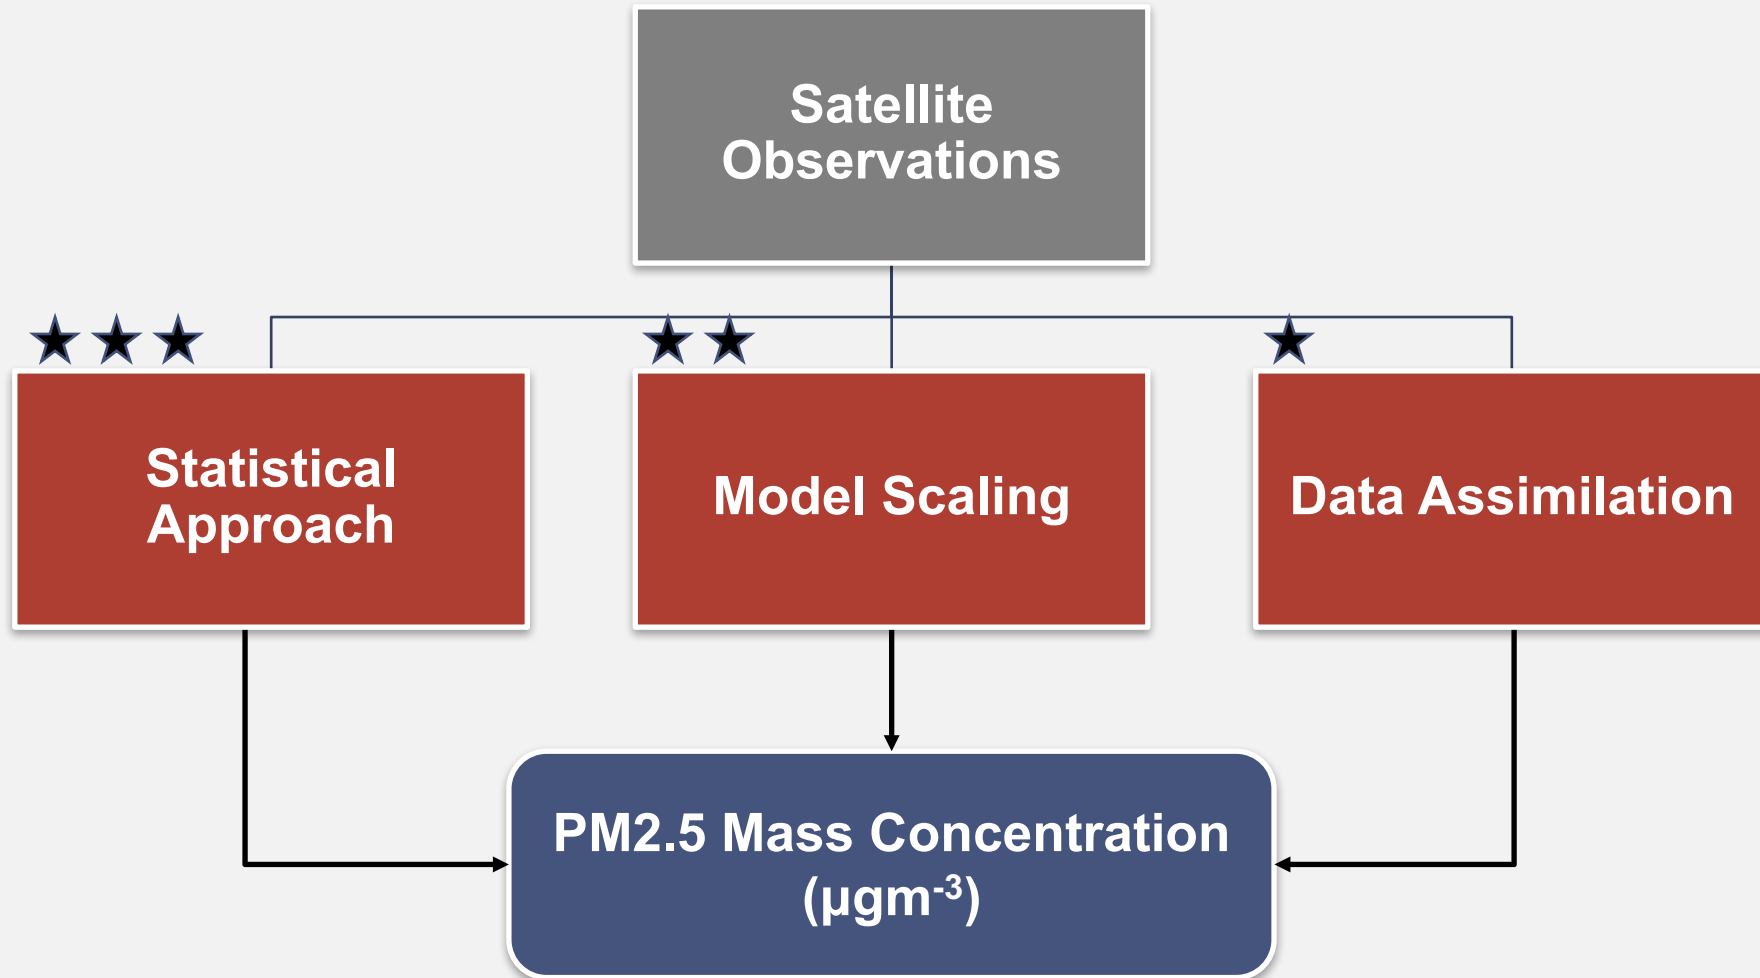 Satellite
Observations
Statistical
Approach
Model Scaling
Data Assimilation
PM2.5 Mass Concentration
(µgm⁻³)